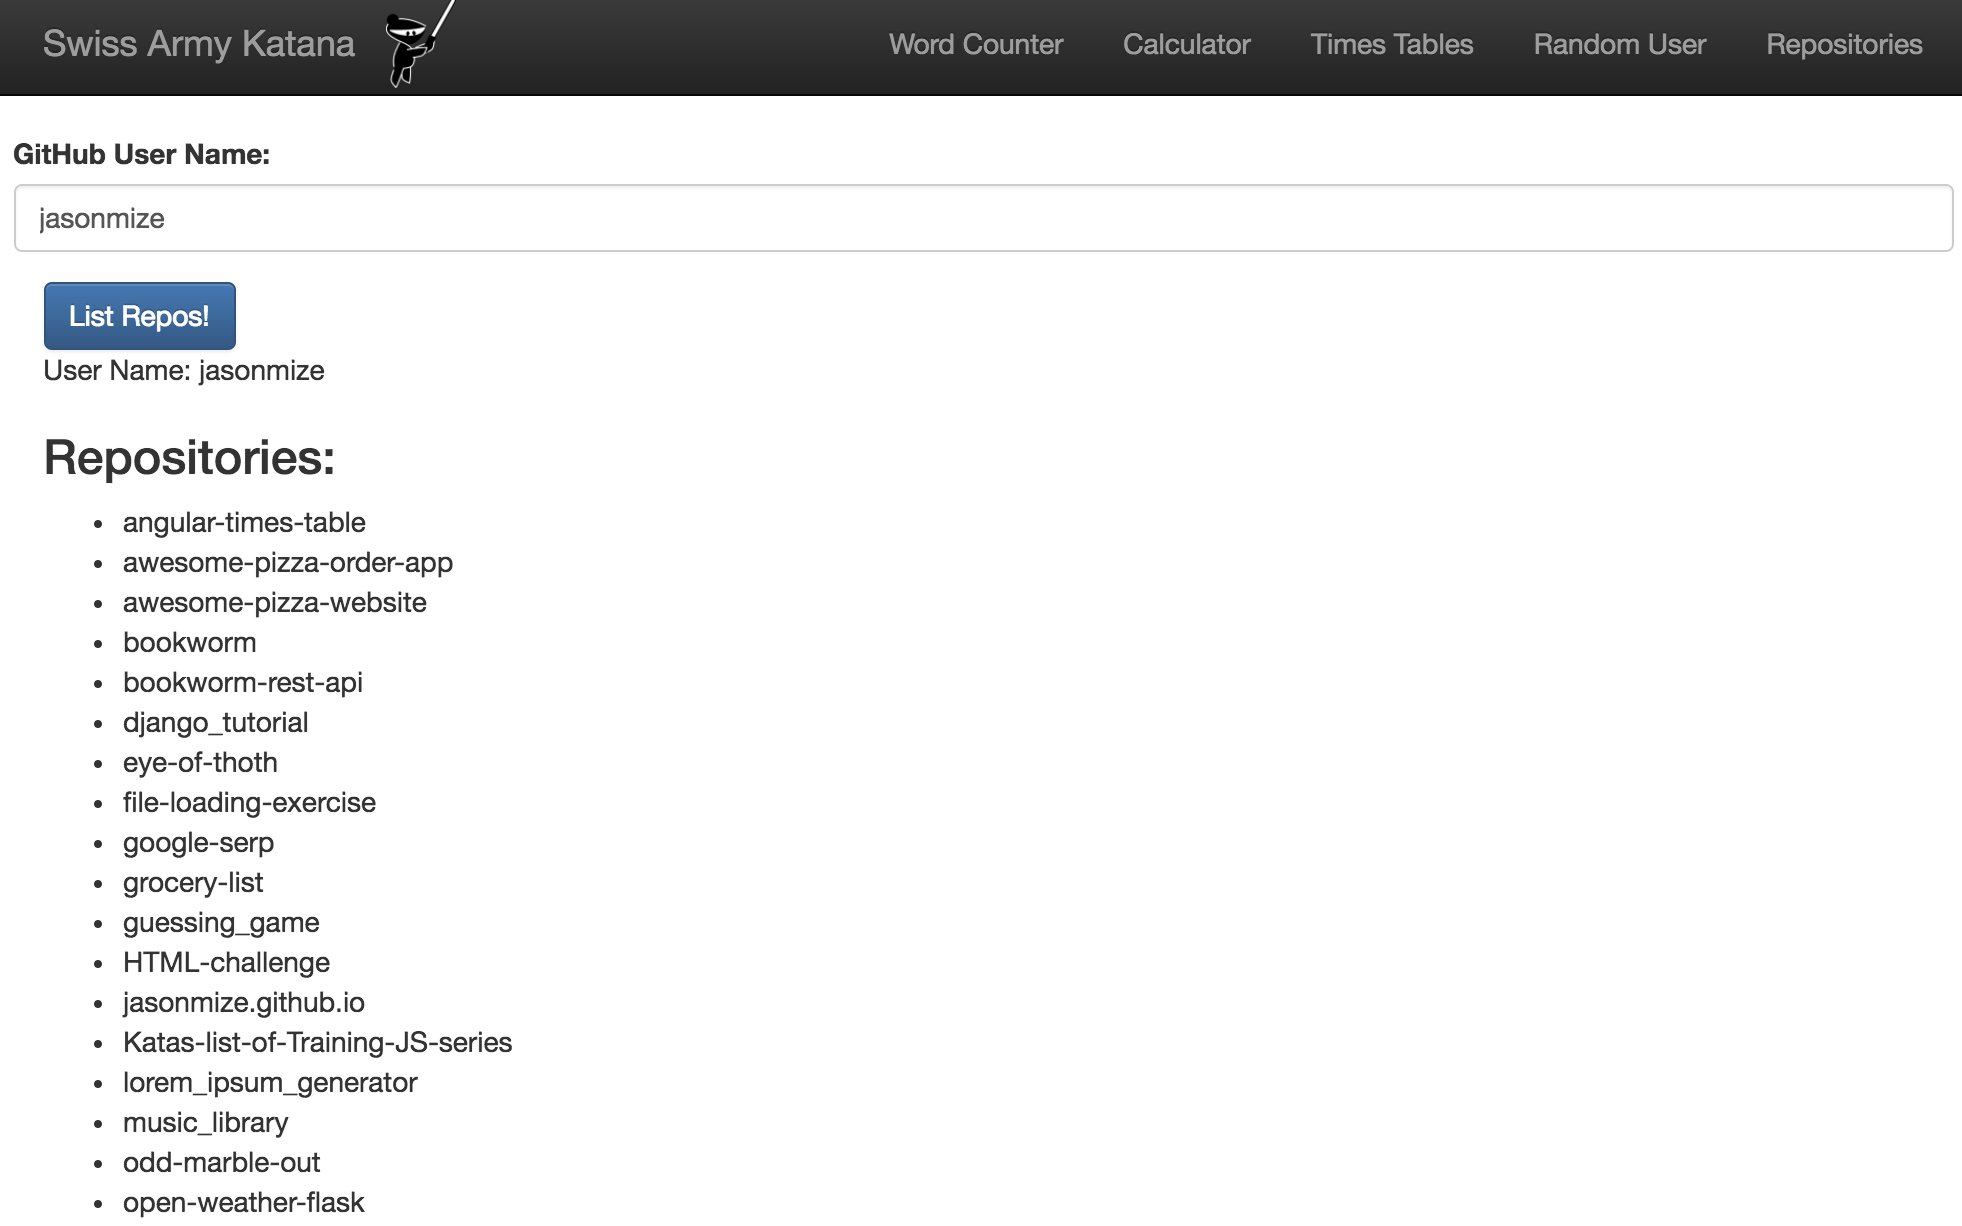 Swiss Army Katana Word Counter Calculator Times Tables Random User Repositories
GitHub User Name:
jasonmize
List Repos!
User Name: jasonmize
Repositories:
angular-times-table
awesome-pizza-order-app
awesome-pizza-website
bookworm
bookworm-rest-api
django_tutorial
eye-of-thoth
file-loading-exercise
google-serp
grocery-list
guessing_game
HTML-challenge
jasonmize.github.io
Katas-list-of-Training-JS-series
lorem_ipsum_generator
music_library
odd-marble-out
open-weather-flask